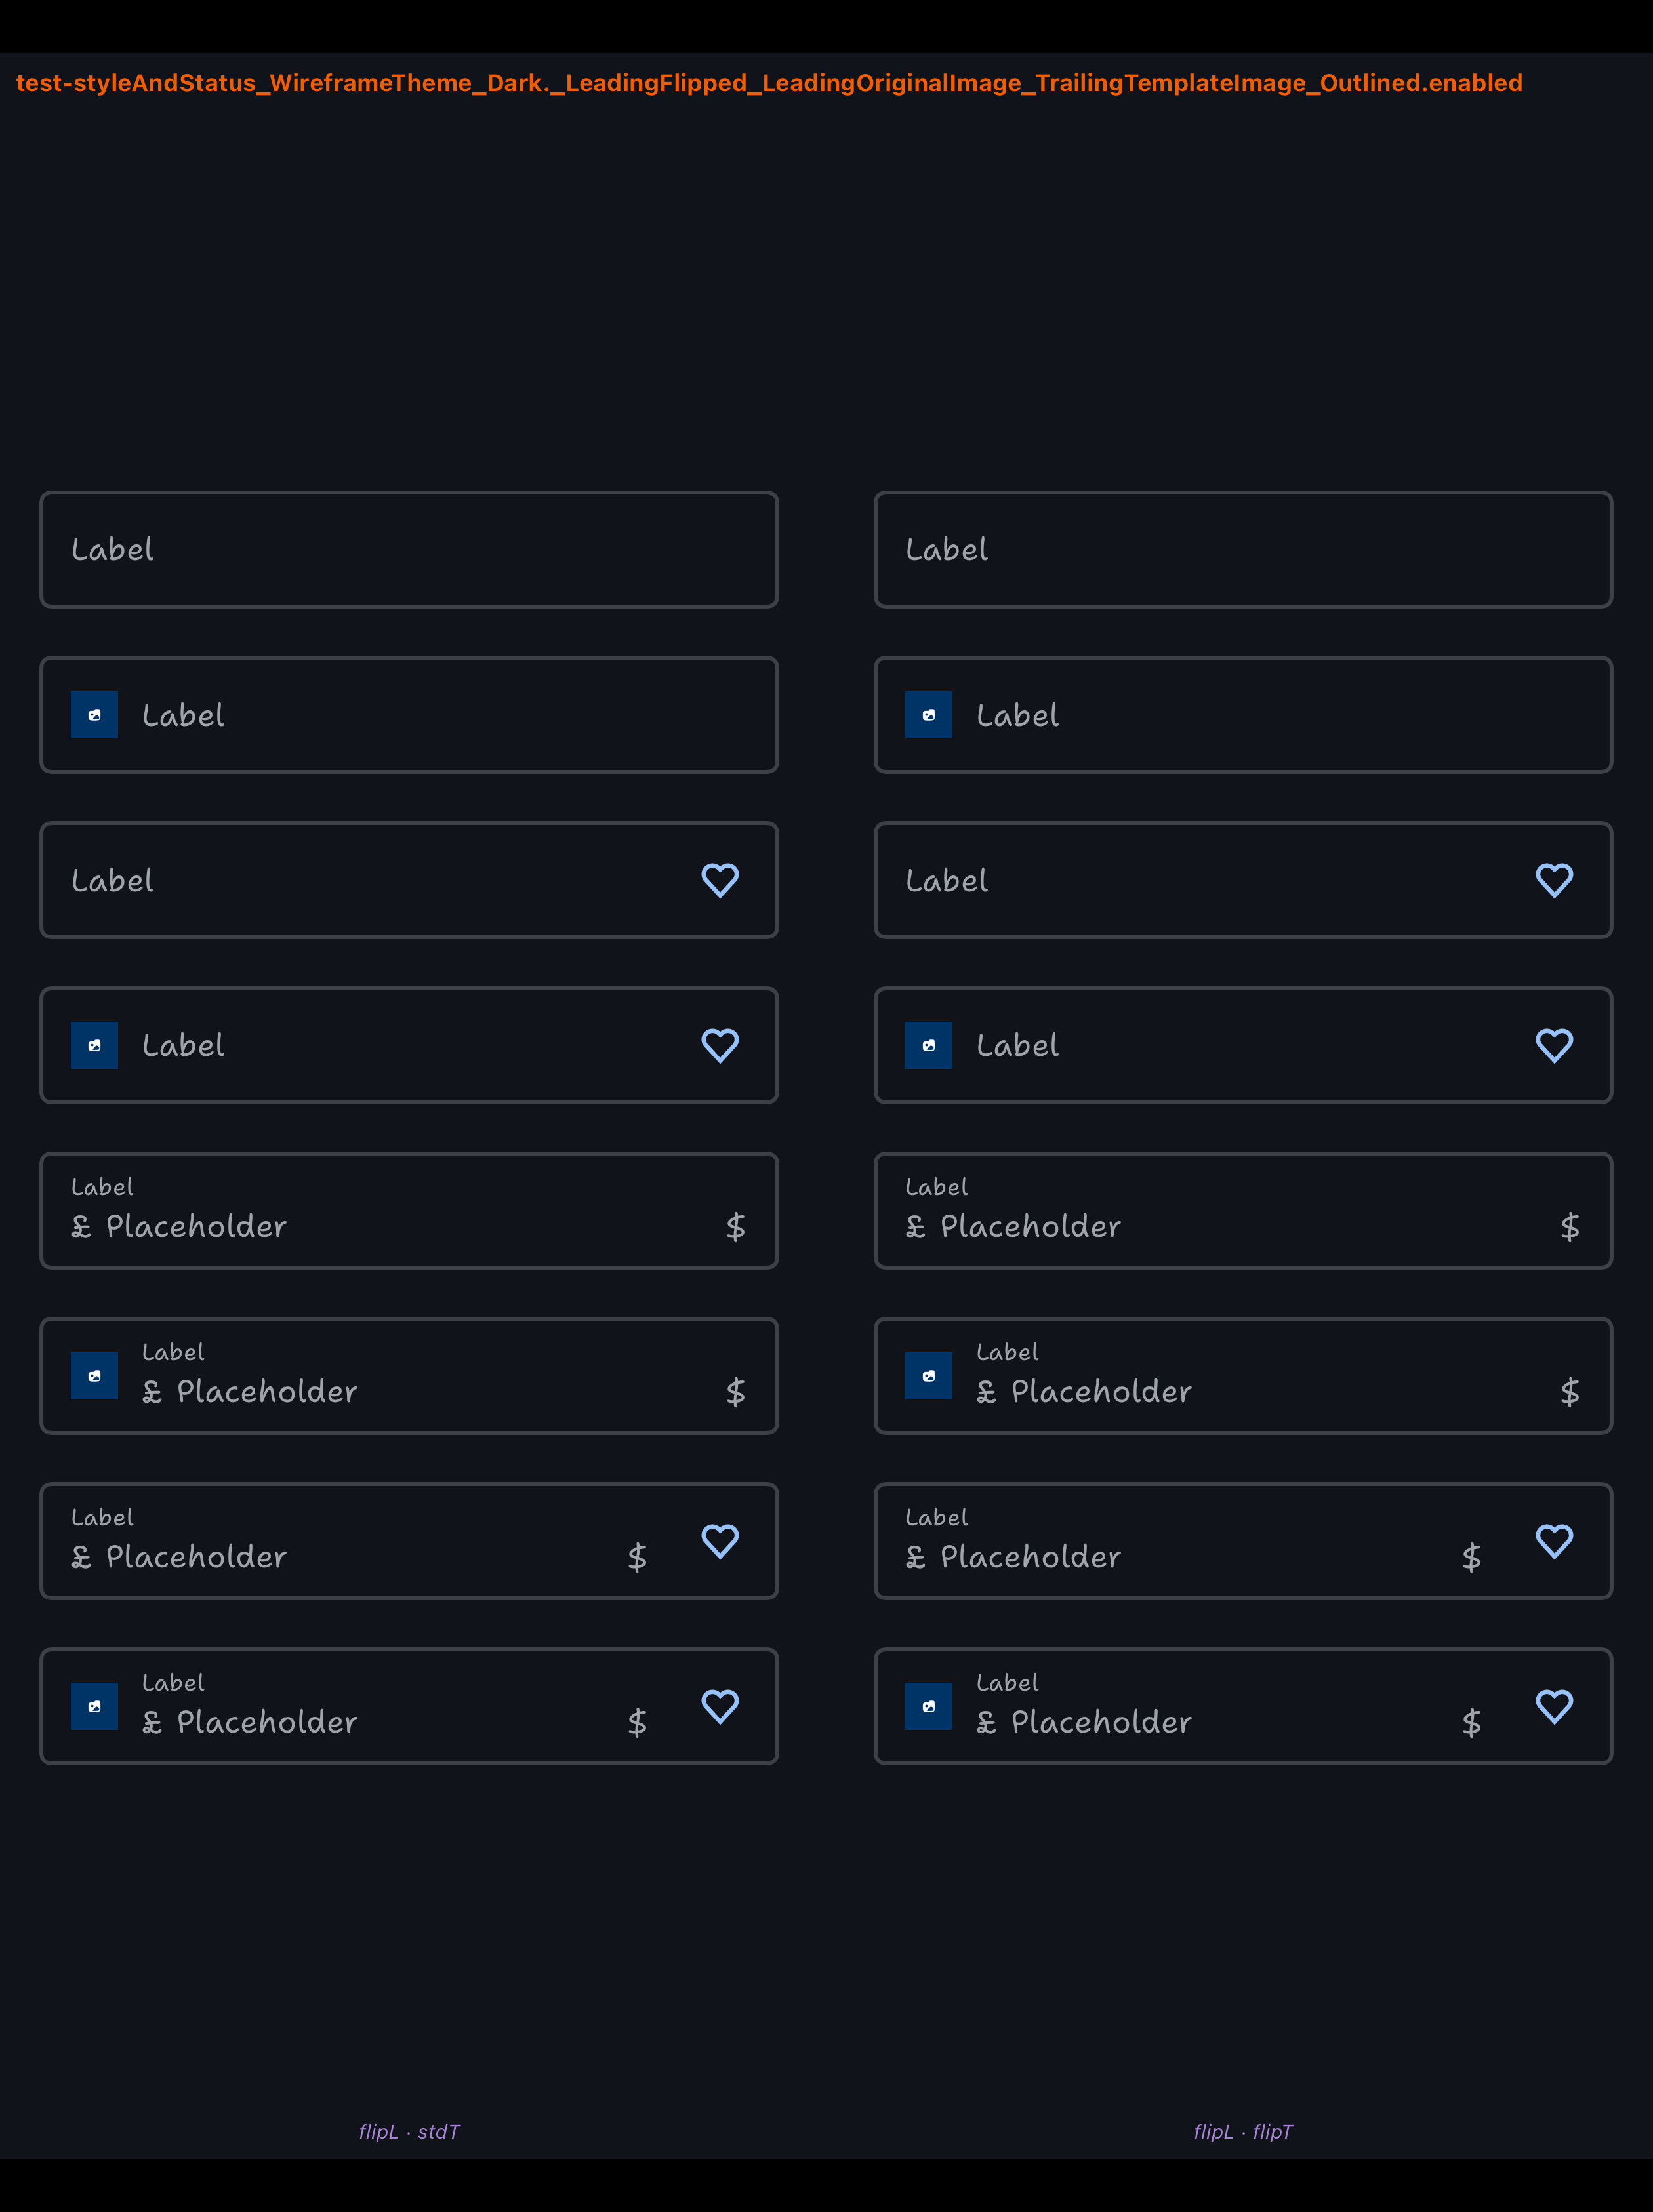 test-styleAndStatus_WireframeTheme_Dark._LeadingFlipped_LeadingOriginalImage_TrailingTemplateImage_Outlined.enabled
Label
Label
Label
Label
Label
Label
Label
Label
Label
Label
£ Placeholder $
£ Placeholder $
Label
Label
£ Placeholder $
£ Placeholder $
Label
Label
£ Placeholder $
£ Placeholder $
Label
Label
£ Placeholder $
£ Placeholder $
flipL · stdT
flipL · flipT